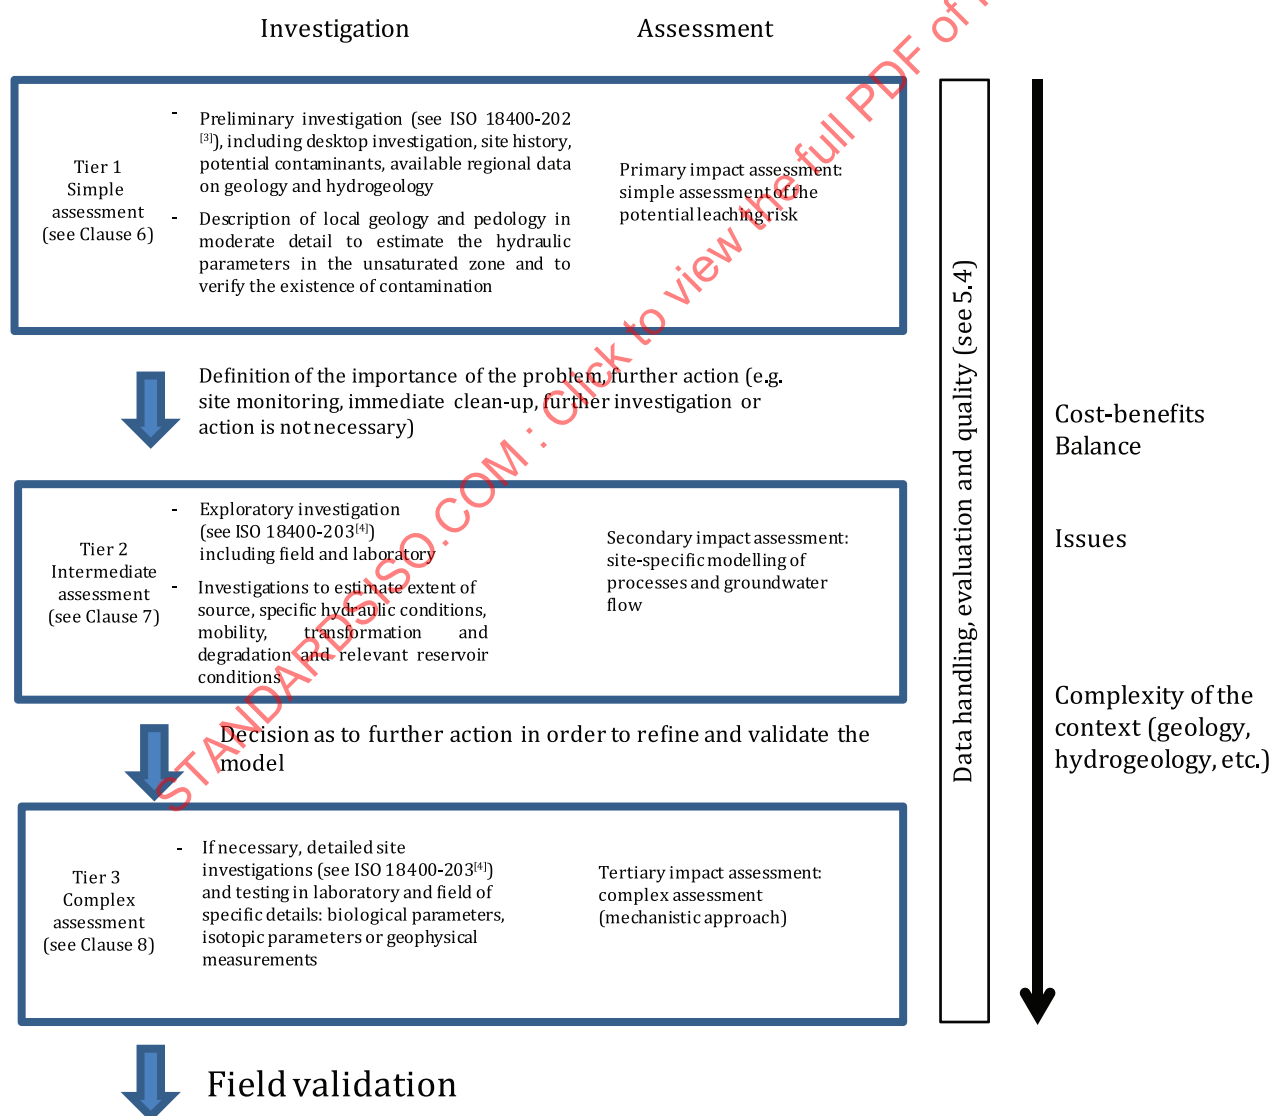 Investigation
Assessment
Tier 1
Simple
assessment
(see Clause 6)
- Preliminary investigation (see ISO 18400-202
[3]), including desktop investigation, site history,
potential contaminants, available regional data
on geology and hydrogeology
- Description of local geology and pedology in
moderate detail to estimate the hydraulic
parameters in the unsaturated zone and to
verify the existence of contamination
Primary impact assessment:
simple assessment of the
potential leaching risk
Definition of the importance of the problem, further action (e.g.
site monitoring, immediate clean-up, further investigation or
action is not necessary)
Tier 2
Intermediate
assessment
(see Clause 7)
- Exploratory investigation
(see ISO 18400-203[4])
including field and laboratory
- Investigations to estimate extent of
source, specific hydraulic conditions,
mobility, transformation and
degradation and relevant reservoir
conditions
Secondary impact assessment:
site-specific modelling of
processes and groundwater
flow
Decision as to further action in order to refine and validate the
model
Tier 3
Complex
assessment
(see Clause 8)
- If necessary, detailed site
investigations (see ISO 18400-203[4])
and testing in laboratory and field of
specific details: biological parameters,
isotopic parameters or geophysical
measurements
Tertiary impact assessment:
complex assessment
(mechanistic approach)
Field validation
Data handling, evaluation and quality (see 5.4)
Cost-benefits
Balance
Issues
Complexity of the
context (geology,
hydrogeology, etc.)
STANDARDSISO.COM : Click to view the full PDF of